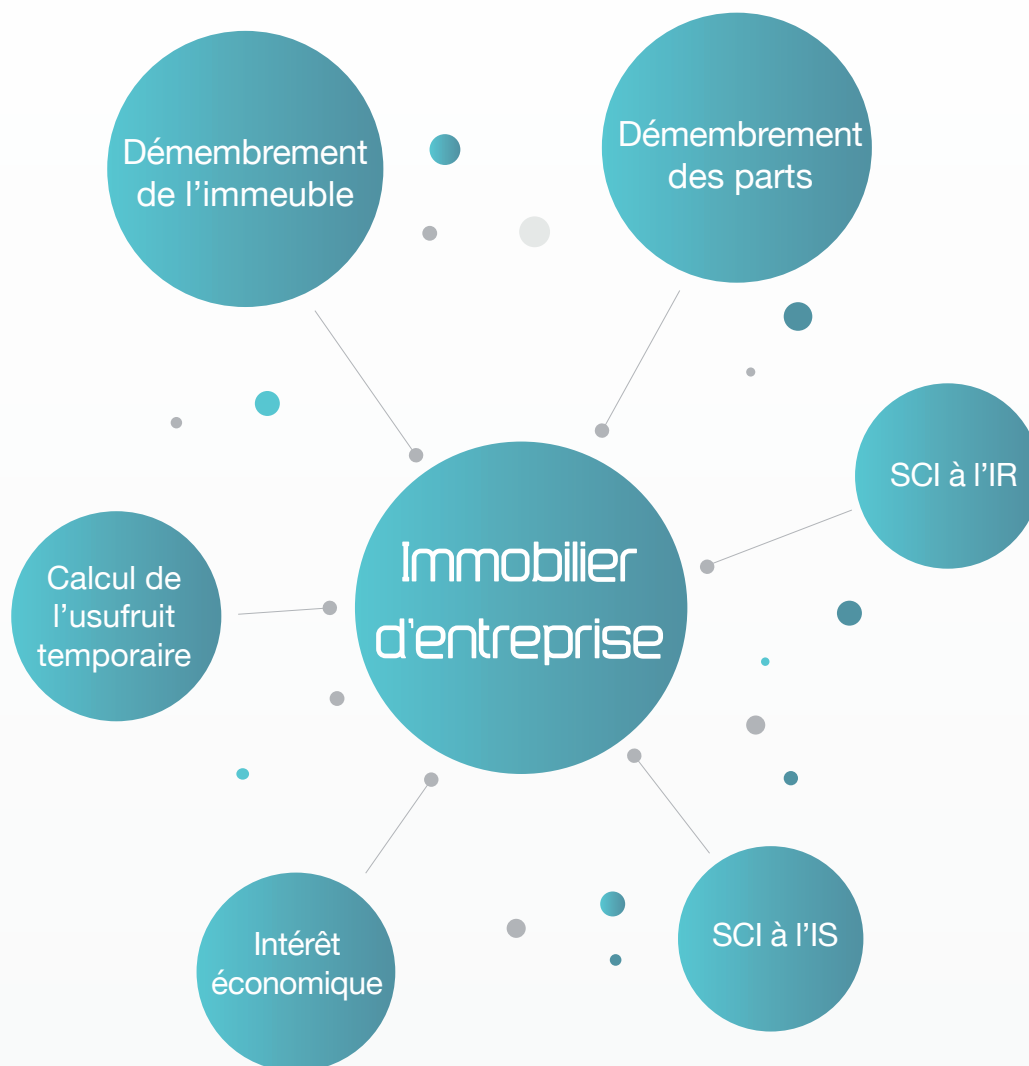 Démembrement
de l'immeuble
Démembrement
des parts
SCI à l'IR
Immobilier
d'entreprise
Calcul de
l'usufruit
temporaire
Intérêt
économique
SCI à l'IS